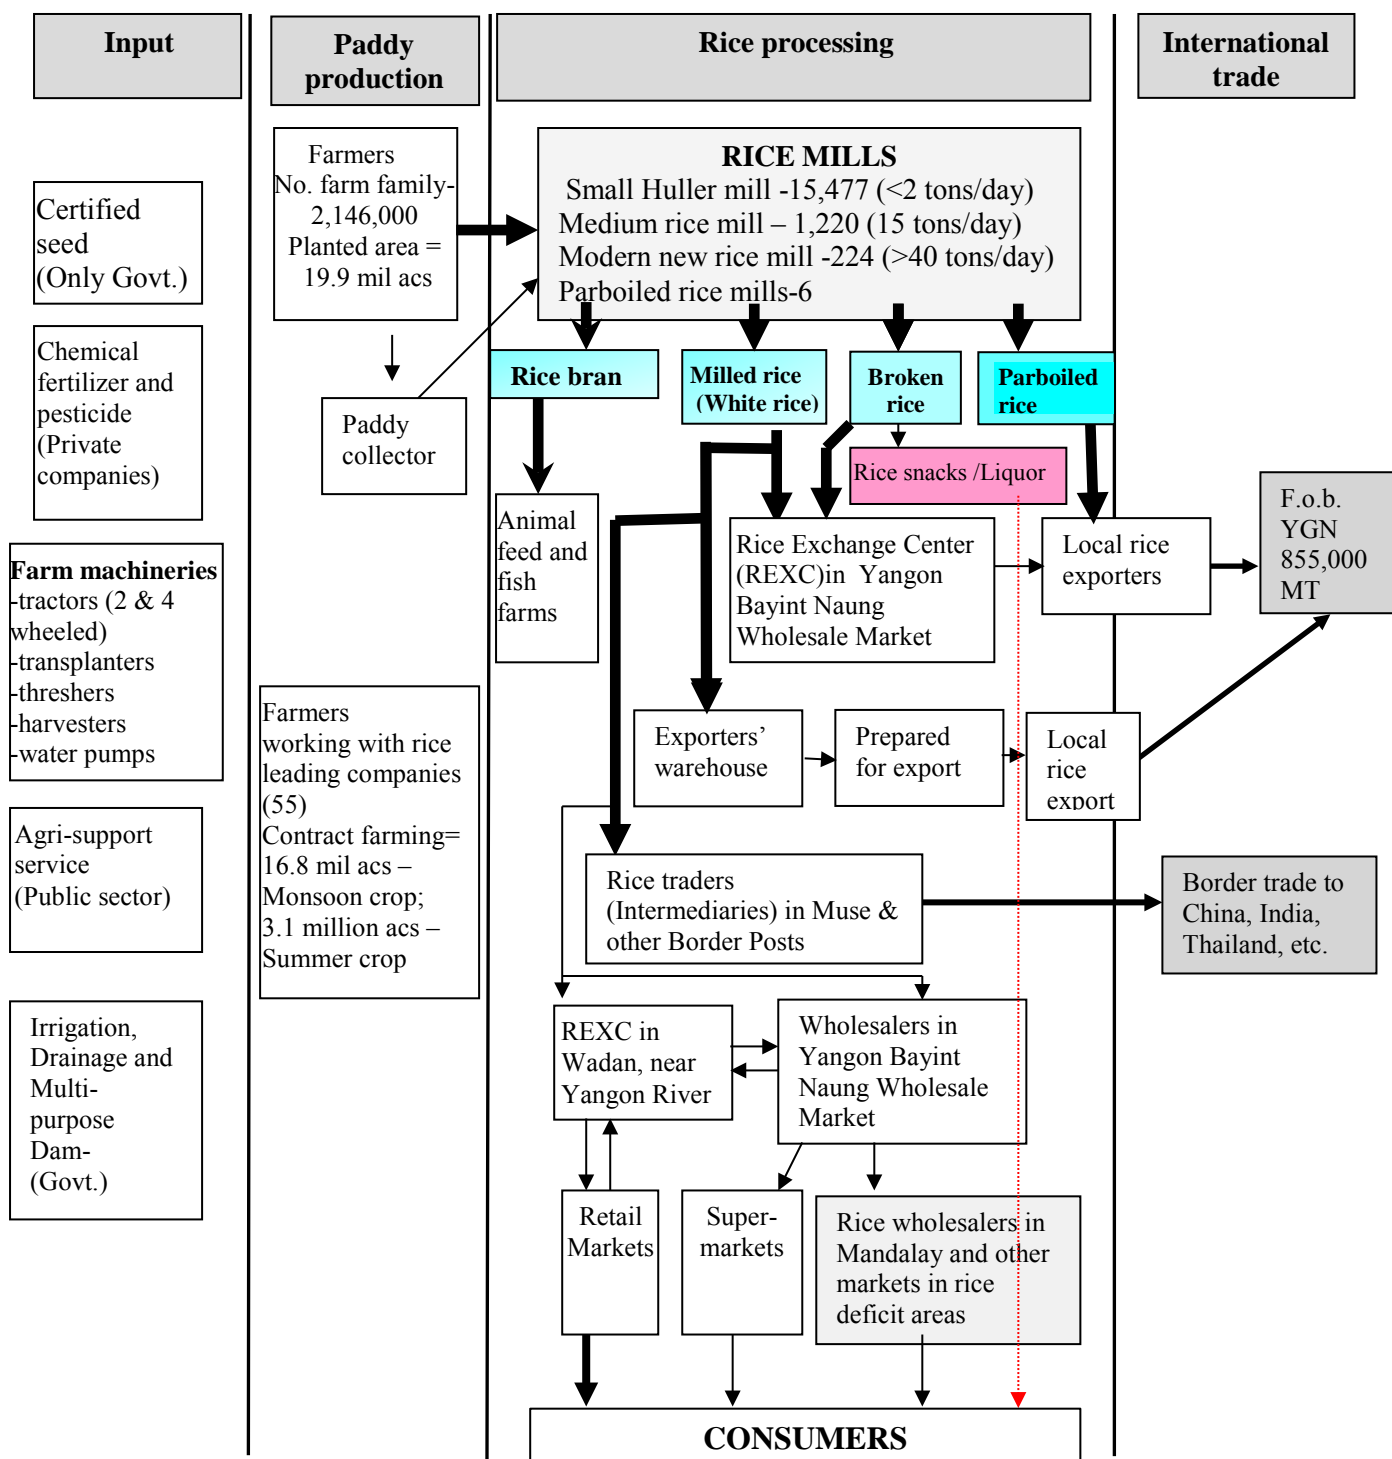 Input
Paddy
production
Rice processing
International
trade
Certified
seed
(Only Govt.)
Chemical
fertilizer and
pesticide
(Private
companies)
Farm machineries
-tractors (2 & 4
wheeled)
-transplanters
-threshers
-harvesters
-water pumps
Agri-support
service
(Public sector)
Irrigation,
Drainage and
Multi-
purpose
Dam-
(Govt.)
Farmers
No. farm family-
2,146,000
Planted area =
19.9 mil acs
Paddy
collector
Farmers
working with rice
leading companies
(55)
Contract farming=
16.8 mil acs –
Monsoon crop;
3.1 million acs –
Summer crop
RICE MILLS
Small Huller mill -15,477 (<2 tons/day)
Medium rice mill – 1,220 (15 tons/day)
Modern new rice mill -224 (>40 tons/day)
Parboiled rice mills-6
Rice bran
Milled rice
(White rice)
Broken
rice
Parboiled
rice
Rice snacks /Liquor
Animal
feed and
fish
farms
Rice Exchange Center
(REXC)in Yangon
Bayint Naung
Wholesale Market
Local rice
exporters
F.o.b.
YGN
855,000
MT
Exporters’
warehouse
Prepared
for export
Local
rice
export
Rice traders
(Intermediaries) in Muse &
other Border Posts
Border trade to
China, India,
Thailand, etc.
REXC in
Wadan, near
Yangon River
Wholesalers in
Yangon Bayint
Naung Wholesale
Market
Retail
Markets
Super-
markets
Rice wholesalers in
Mandalay and other
markets in rice
deficit areas
CONSUMERS